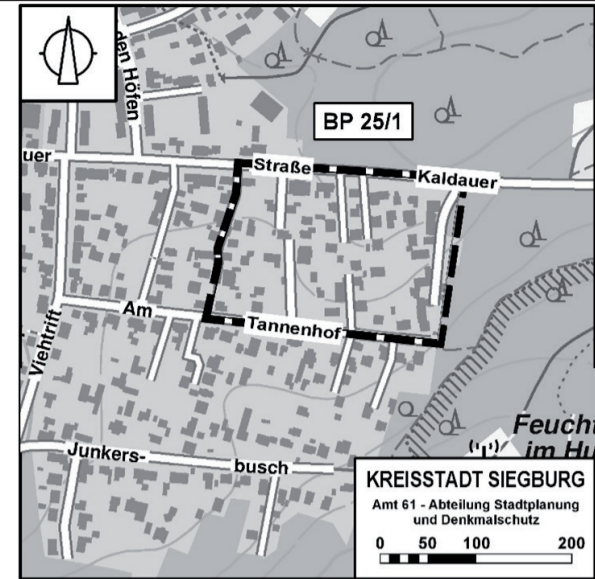 den Höfen
BP 25/1
uer
Straße
Kaldauer
Am
Tannenhof
Viehtrift
Feucht
im Hu
Junkers-
busch
KREISSTADT SIEGBURG
Amt 61 - Abteilung Stadtplanung
und Denkmalschutz
0 50 100 200